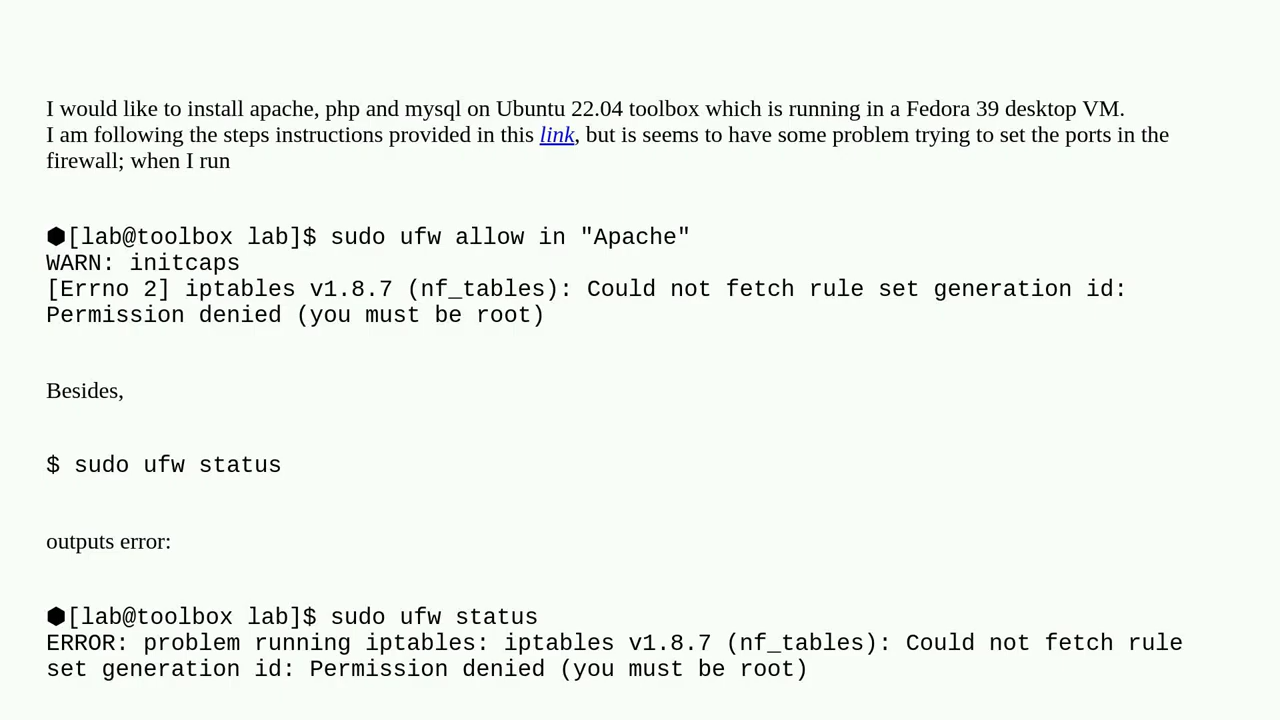 I would like to install apache, php and mysql on Ubuntu 22.04 toolbox which is running in a Fedora 39 desktop VM.
I am following the steps instructions provided in this link, but is seems to have some problem trying to set the ports in the
firewall; when I run
⬢[lab@toolbox lab]$ sudo ufw allow in "Apache"
WARN: initcaps
[Errno 2] iptables v1.8.7 (nf_tables): Could not fetch rule set generation id:
Permission denied (you must be root)
Besides,
$ sudo ufw status
outputs error:
⬢[lab@toolbox lab]$ sudo ufw status
ERROR: problem running iptables: iptables v1.8.7 (nf_tables): Could not fetch rule
set generation id: Permission denied (you must be root)